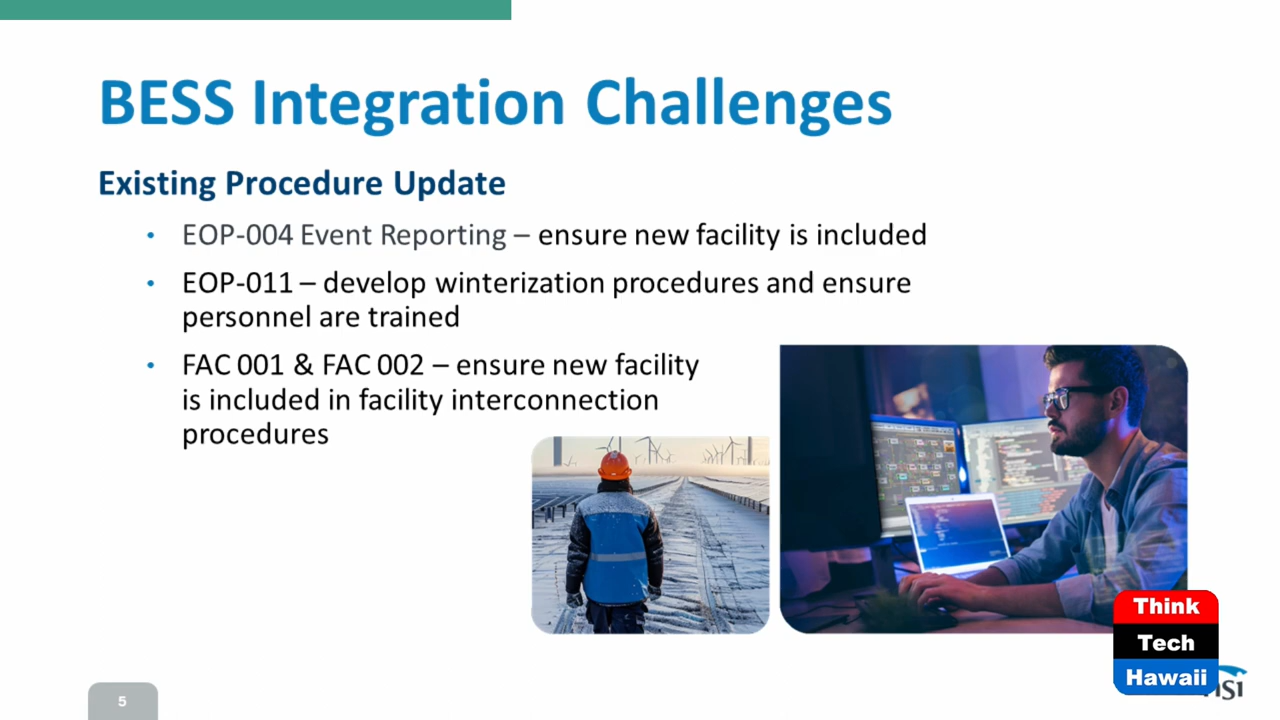 BESS Integration Challenges
Existing Procedure Update
• EOP-004 Event Reporting – ensure new facility is included
• EOP-011 – develop winterization procedures and ensure
personnel are trained
• FAC 001 & FAC 002 – ensure new facility
is included in facility interconnection
procedures
Think
Tech
Hawaii
5